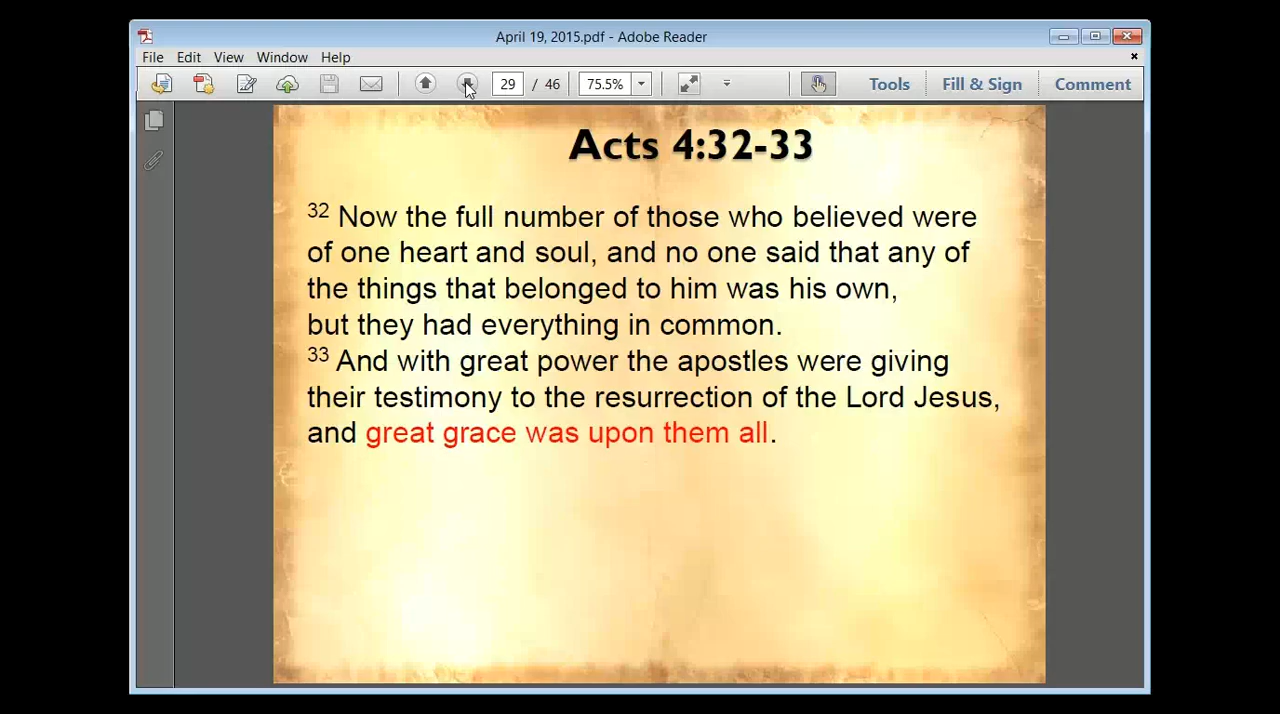 April 19, 2015.pdf - Adobe Reader
File Edit View Window Help
29 / 46 75.5% Tools Fill & Sign Comment
Acts 4:32-33
32 Now the full number of those who believed were
of one heart and soul, and no one said that any of
the things that belonged to him was his own,
but they had everything in common.
33 And with great power the apostles were giving
their testimony to the resurrection of the Lord Jesus,
and great grace was upon them all.